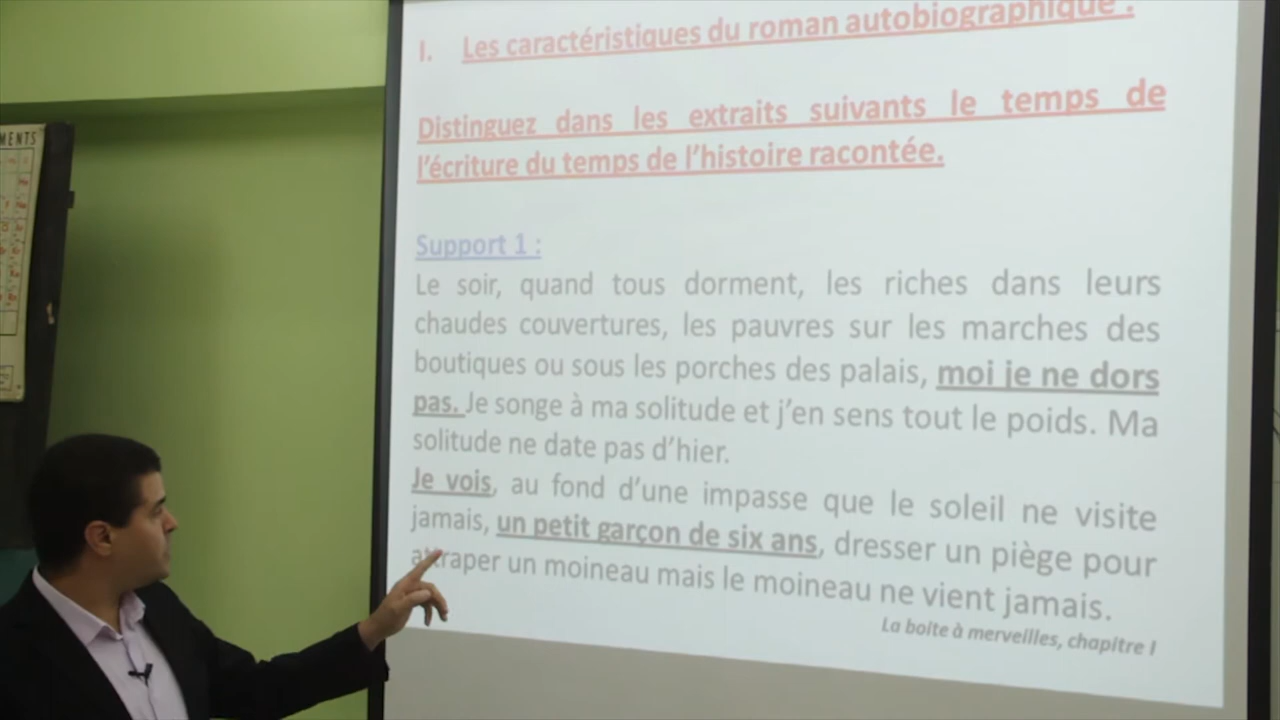 MENTS
I. Les caractéristiques du roman autobiographique :
Distinguez dans les extraits suivants le temps de
l'écriture du temps de l'histoire racontée.
Support 1 :
Le soir, quand tous dorment, les riches dans leurs
chaudes couvertures, les pauvres sur les marches des
boutiques ou sous les porches des palais, moi je ne dors
pas. Je songe à ma solitude et j'en sens tout le poids. Ma
solitude ne date pas d'hier.
Je vois, au fond d'une impasse que le soleil ne visite
jamais, un petit garçon de six ans, dresser un piège pour
attraper un moineau mais le moineau ne vient jamais.
La boite à merveilles, chapitre I